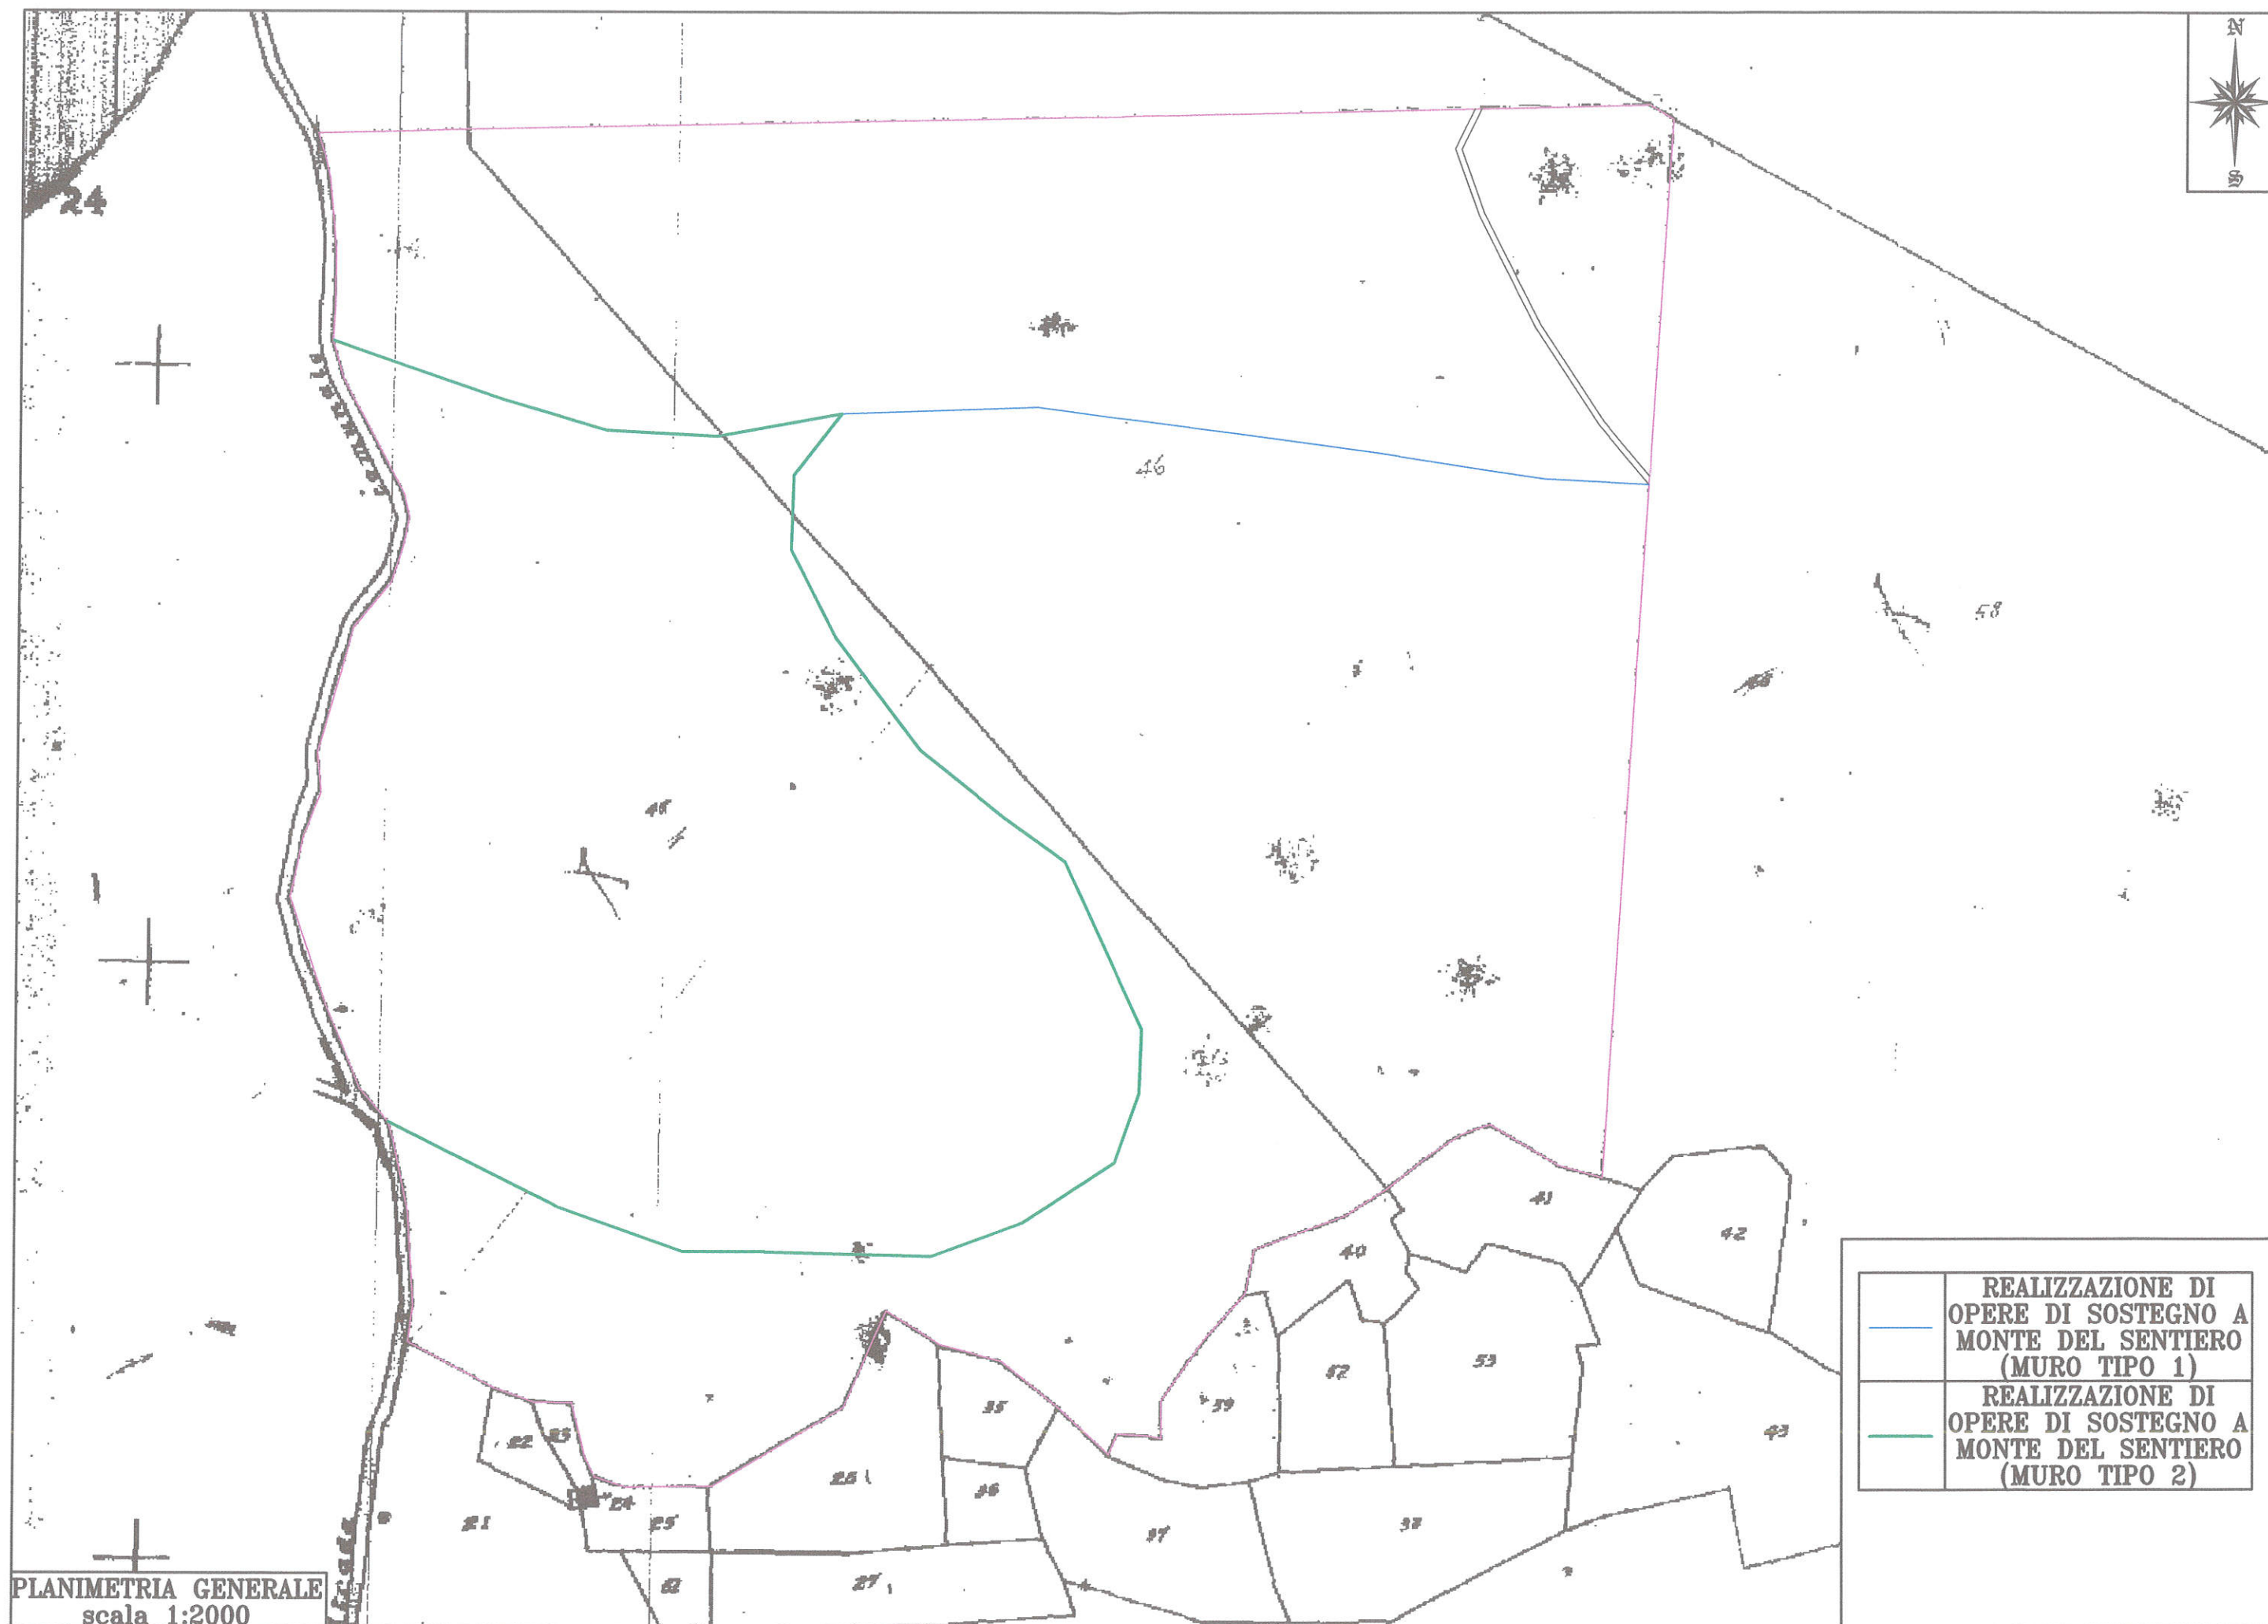 N
S
24
46
58
41
42
40
REALIZZAZIONE DI
OPERE DI SOSTEGNO A
MONTE DEL SENTIERO
(MURO TIPO 1)
REALIZZAZIONE DI
OPERE DI SOSTEGNO A
MONTE DEL SENTIERO
(MURO TIPO 2)
52
53
35
39
43
22
23
36
24
25
21
37
38
27
PLANIMETRIA GENERALE
scala 1:2000